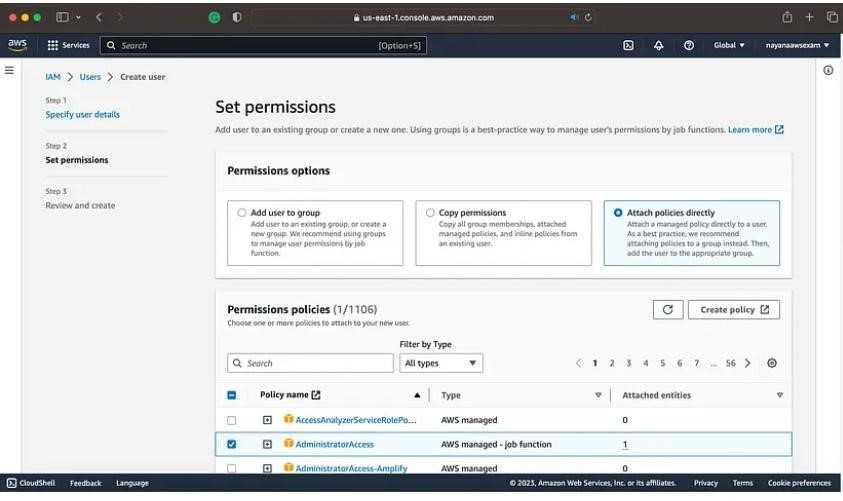 us-east-1.console.aws.amazon.com
aws
Services
Search
[Option+S]
Global
nayanaawsexam
IAM
Users
Create user
Step 1
Specify user details
Step 2
Set permissions
Step 3
Review and create
Set permissions
Add user to an existing group or create a new one. Using groups is a best-practice way to manage user's permissions by job functions. Learn more
Permissions options
Add user to group
Add user to an existing group, or create a
new group. We recommend using groups
to manage user permissions by job
function.
Copy permissions
Copy all group memberships, attached
managed policies, and inline policies from
an existing user.
Attach policies directly
Attach a managed policy directly to a user.
As a best practice, we recommend
attaching policies to a group instead. Then,
add the user to the appropriate group.
Permissions policies (1/1106)
Choose one or more policies to attach to your new user.
Create policy
Filter by Type
Search
All types
1 2 3 4 5 6 7 ... 56
Policy name
Type
Attached entities
AccessAnalyzerServiceRolePo...
AWS managed
0
AdministratorAccess
AWS managed - job function
1
AdministratorAccess-Amplify
AWS managed
0
CloudShell
Feedback
Language
© 2023, Amazon Web Services, Inc. or its affiliates.
Privacy
Terms
Cookie preferences